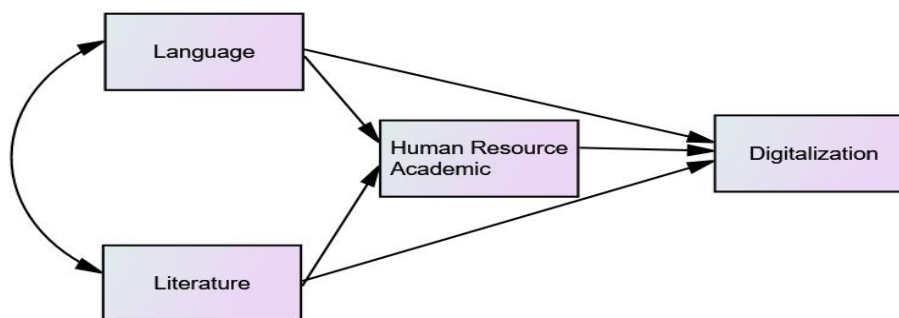 Language
Human Resource
Academic
Digitalization
Literature